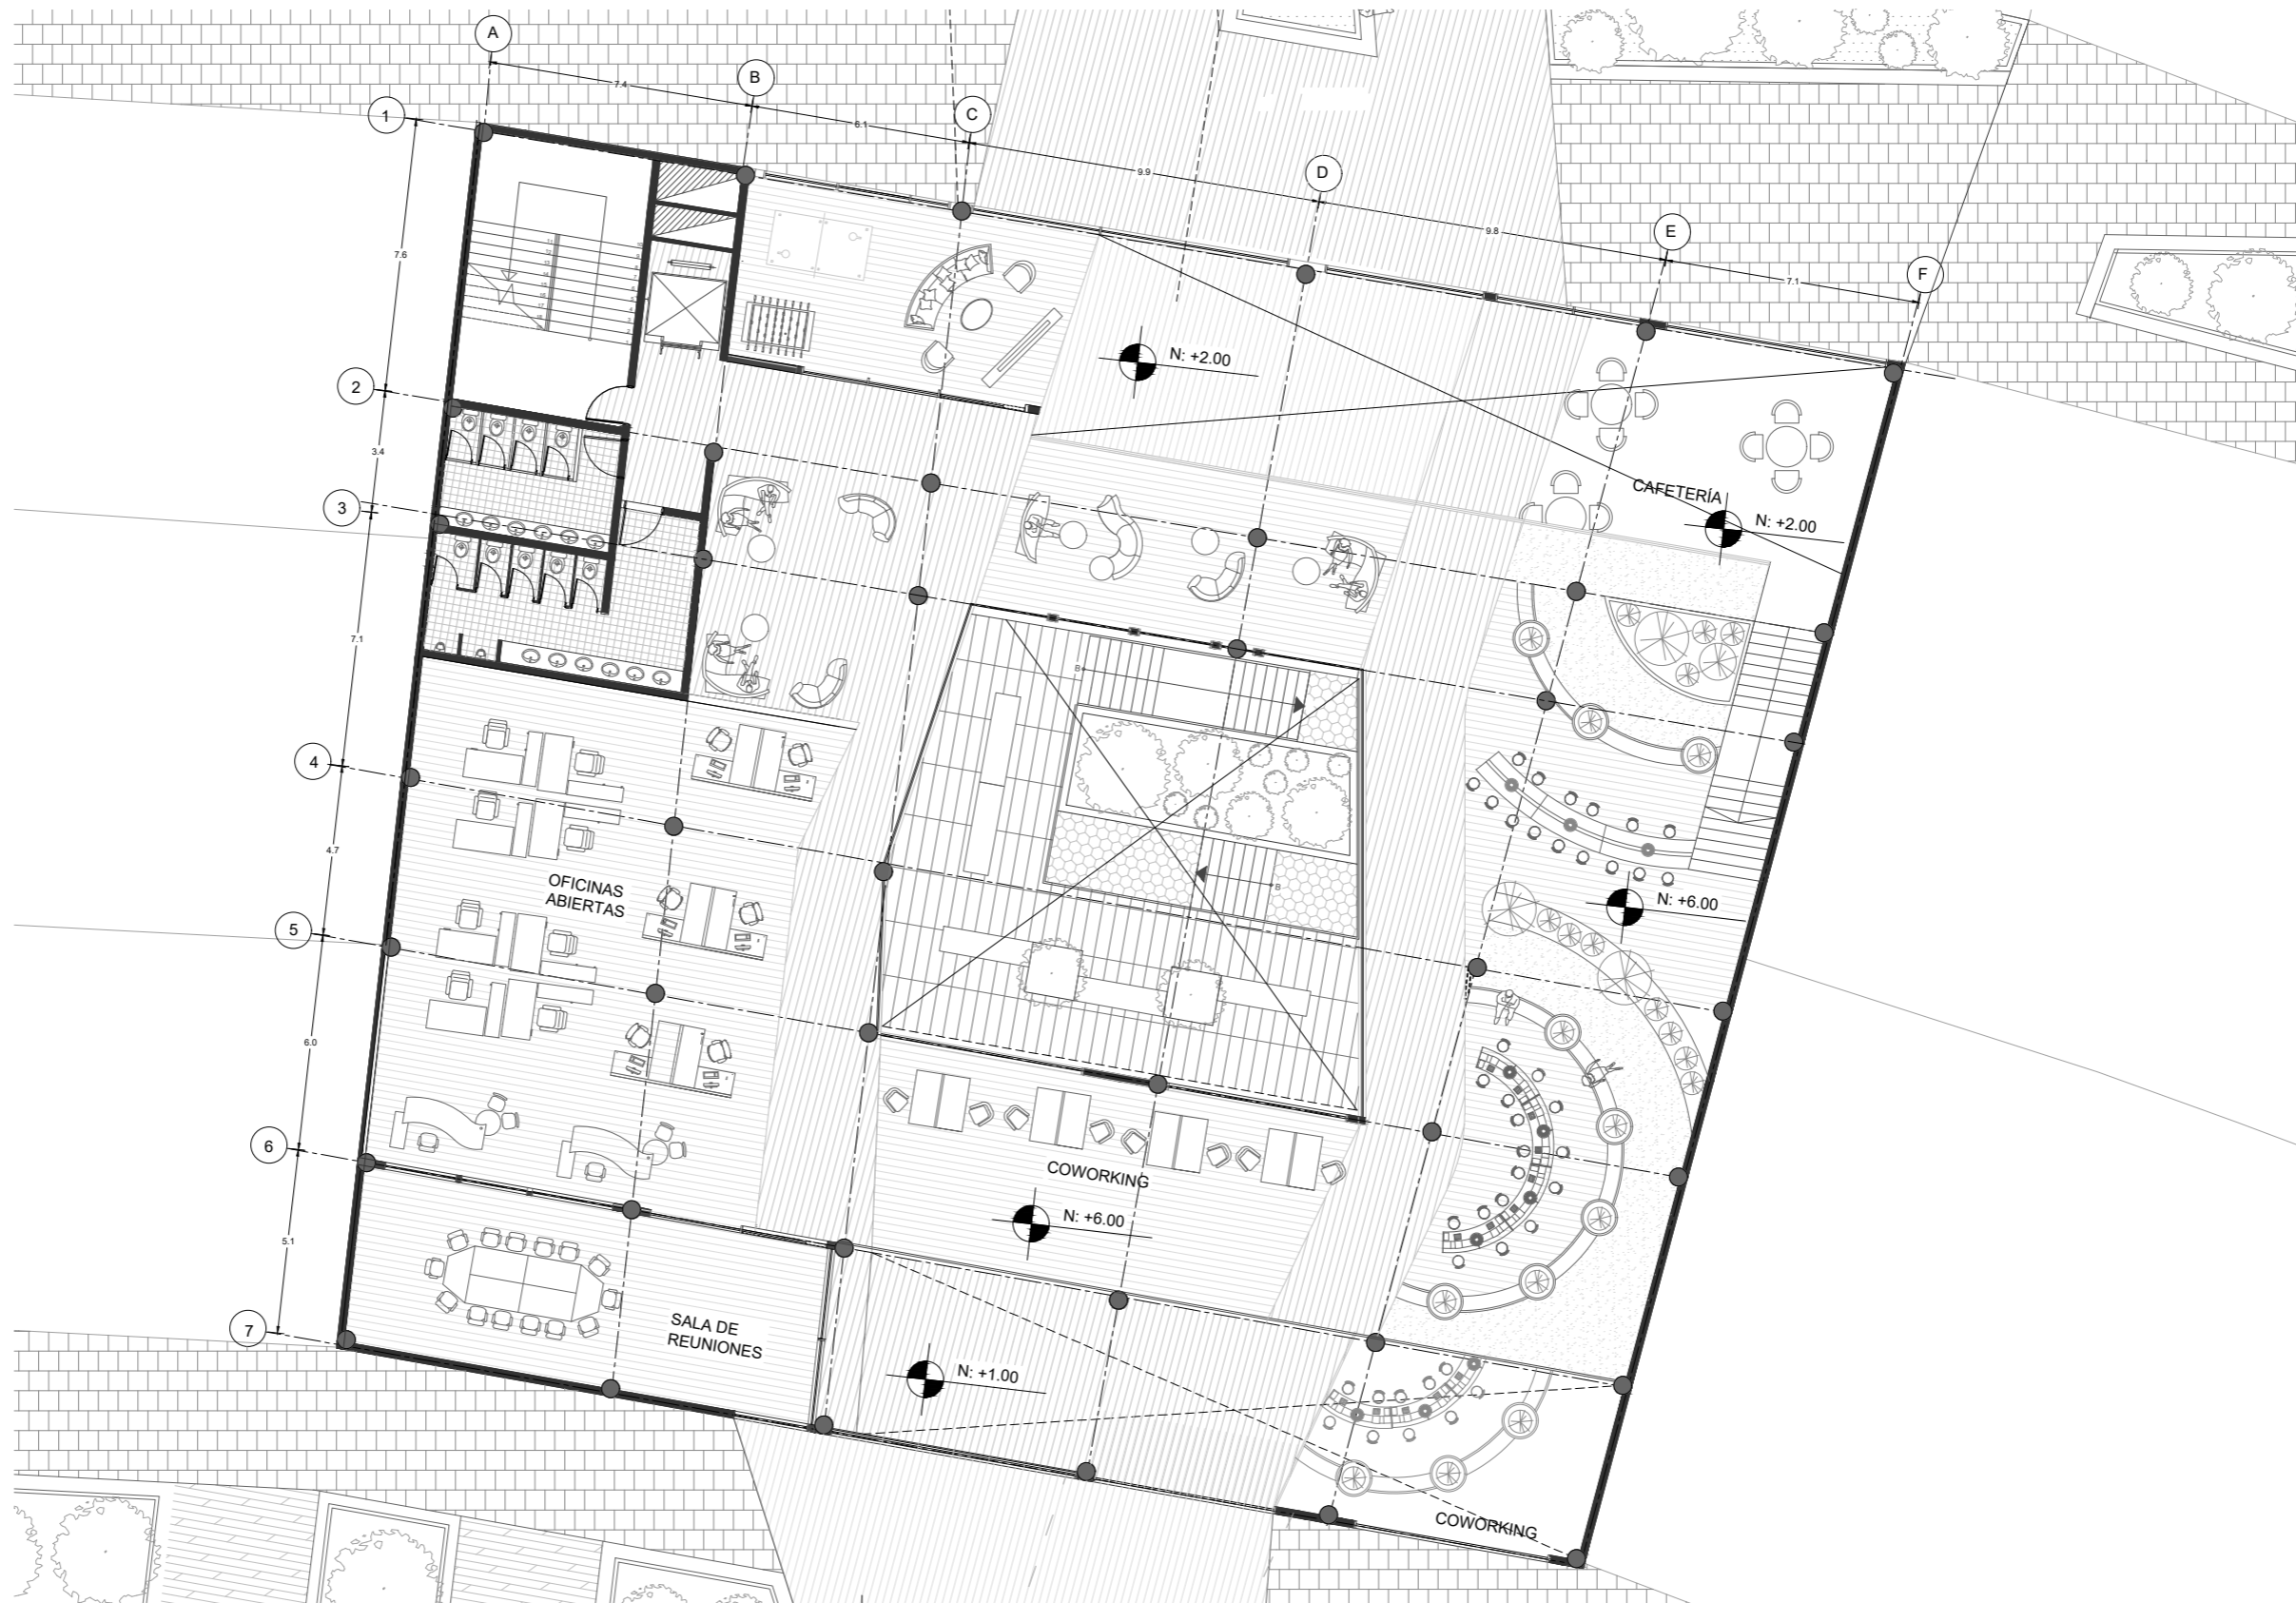 A
B
C
D
E
F
7.4
6.1
9.9
9.8
7.1
1
2
3
4
5
6
7
7.6
3.4
7.1
4.7
6.0
5.1
N: +2.00
CAFETERÍA
N: +2.00
B
B
OFICINAS
ABIERTAS
N: +6.00
COWORKING
N: +6.00
SALA DE
REUNIONES
N: +1.00
COWORKING